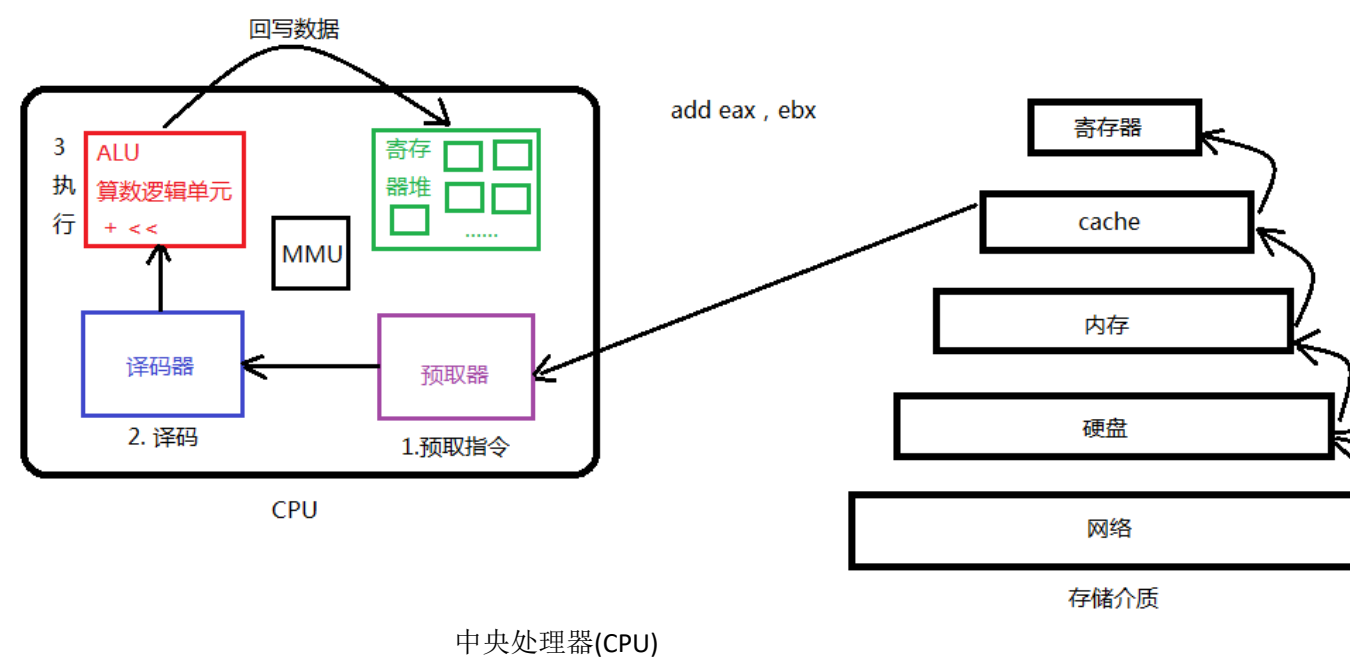 回写数据
add eax , ebx
3
执
行
ALU
算数逻辑单元
+ <<
寄存
器堆
......
MMU
译码器
预取器
2. 译码
1.预取指令
CPU
寄存器
cache
内存
硬盘
网络
存储介质
中央处理器(CPU)